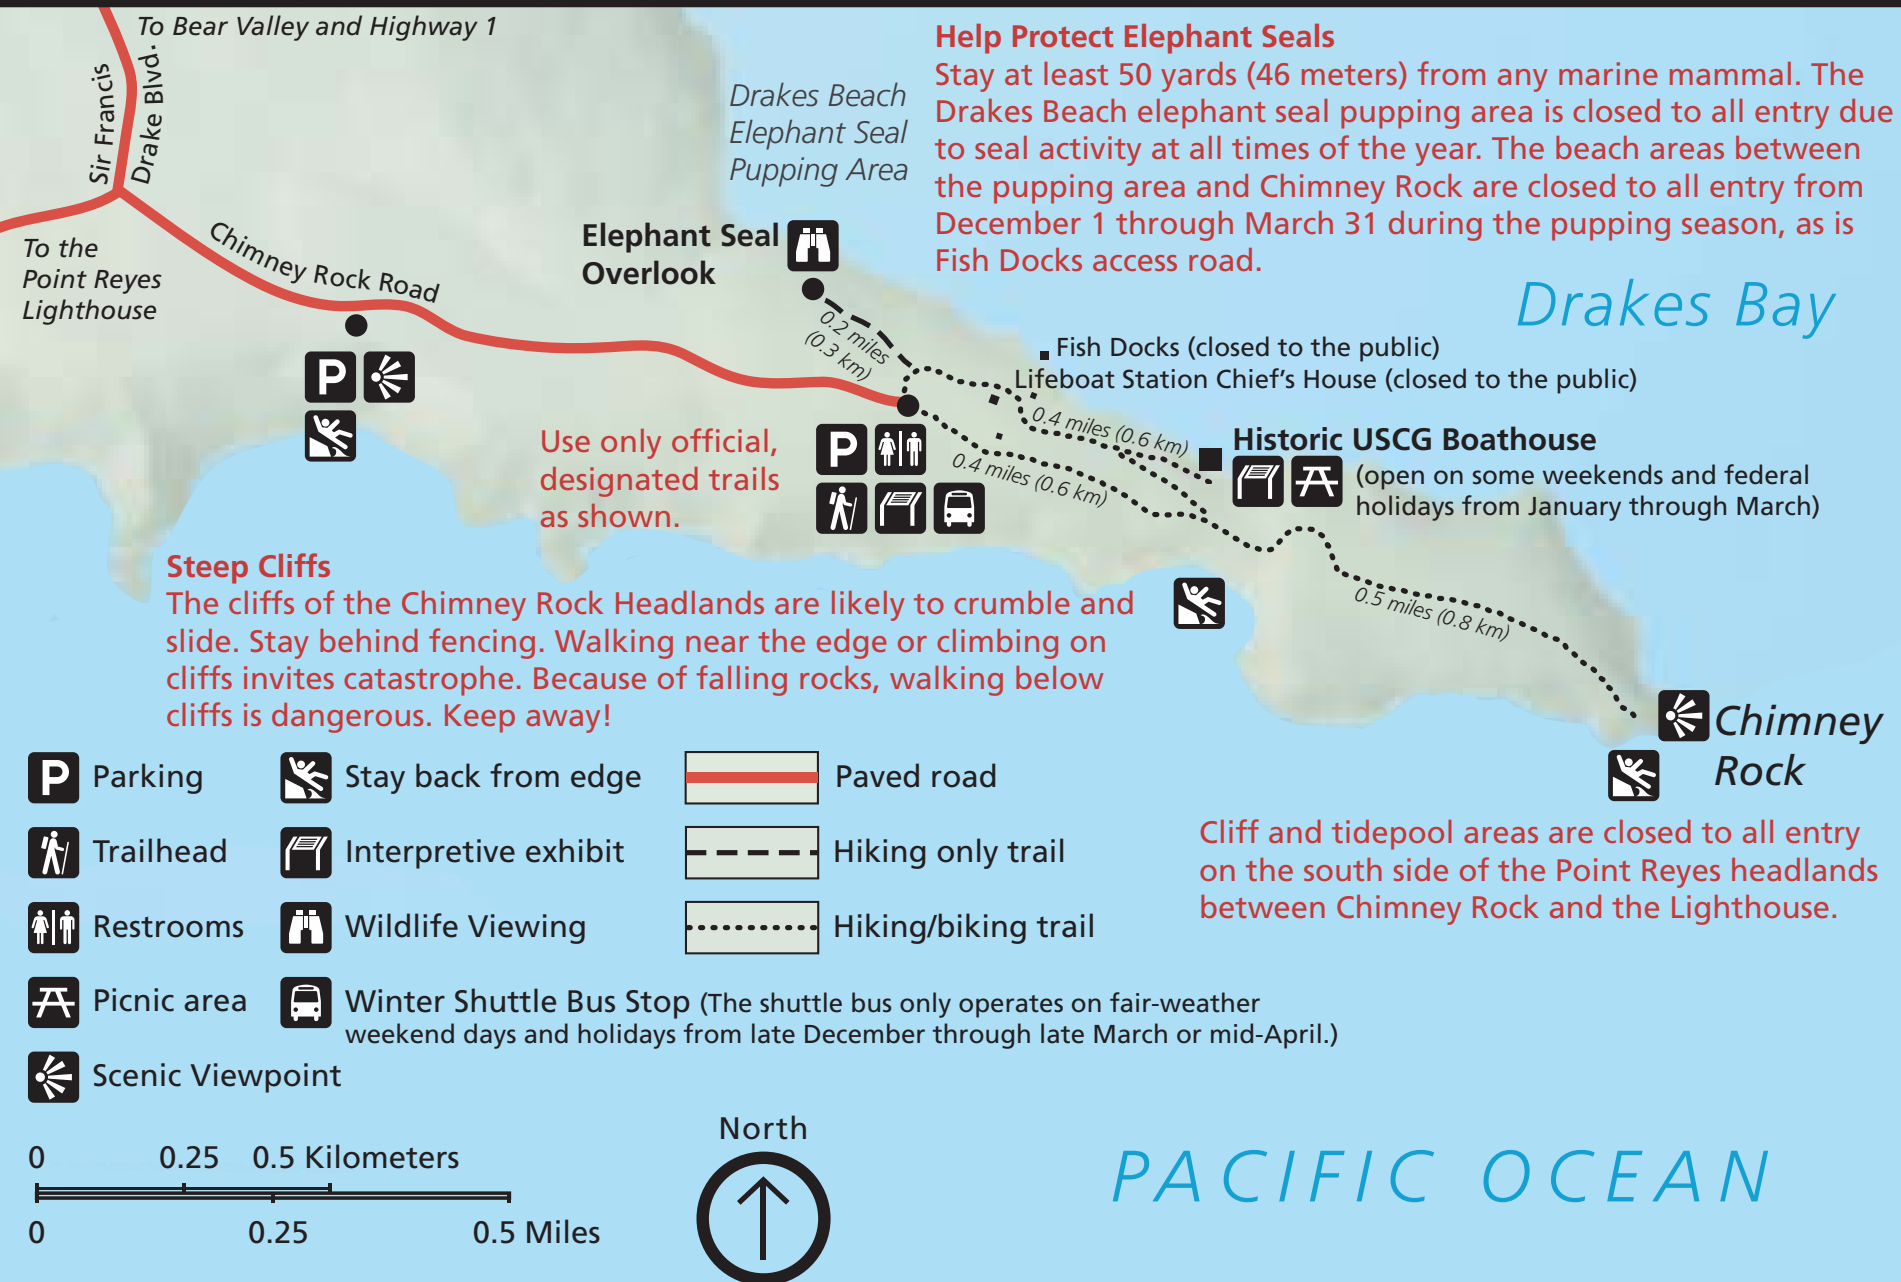 To Bear Valley and Highway 1
Sir Francis
Drake Blvd.
To the
Point Reyes
Lighthouse
Chimney Rock Road
Drakes Beach
Elephant Seal
Pupping Area
Help Protect Elephant Seals
Stay at least 50 yards (46 meters) from any marine mammal. The
Drakes Beach elephant seal pupping area is closed to all entry due
to seal activity at all times of the year. The beach areas between
the pupping area and Chimney Rock are closed to all entry from
December 1 through March 31 during the pupping season, as is
Fish Docks access road.
Elephant Seal
Overlook
Drakes Bay
0.2 miles
(0.3 km)
Fish Docks (closed to the public)
Lifeboat Station Chief’s House (closed to the public)
P
0.4 miles (0.6 km)
Historic USCG Boathouse
(open on some weekends and federal
holidays from January through March)
Use only official,
designated trails
as shown.
P
0.4 miles (0.6 km)
Steep Cliffs
The cliffs of the Chimney Rock Headlands are likely to crumble and
slide. Stay behind fencing. Walking near the edge or climbing on
cliffs invites catastrophe. Because of falling rocks, walking below
cliffs is dangerous. Keep away!
0.5 miles (0.8 km)
Chimney
Rock
Cliff and tidepool areas are closed to all entry
on the south side of the Point Reyes headlands
between Chimney Rock and the Lighthouse.
P Parking
Trailhead
Restrooms
Picnic area
Scenic Viewpoint
Stay back from edge
Interpretive exhibit
Wildlife Viewing
Winter Shuttle Bus Stop (The shuttle bus only operates on fair-weather
weekend days and holidays from late December through late March or mid-April.)
Paved road
Hiking only trail
Hiking/biking trail
0 0.25 0.5 Kilometers
0 0.25 0.5 Miles
North
PACIFIC OCEAN